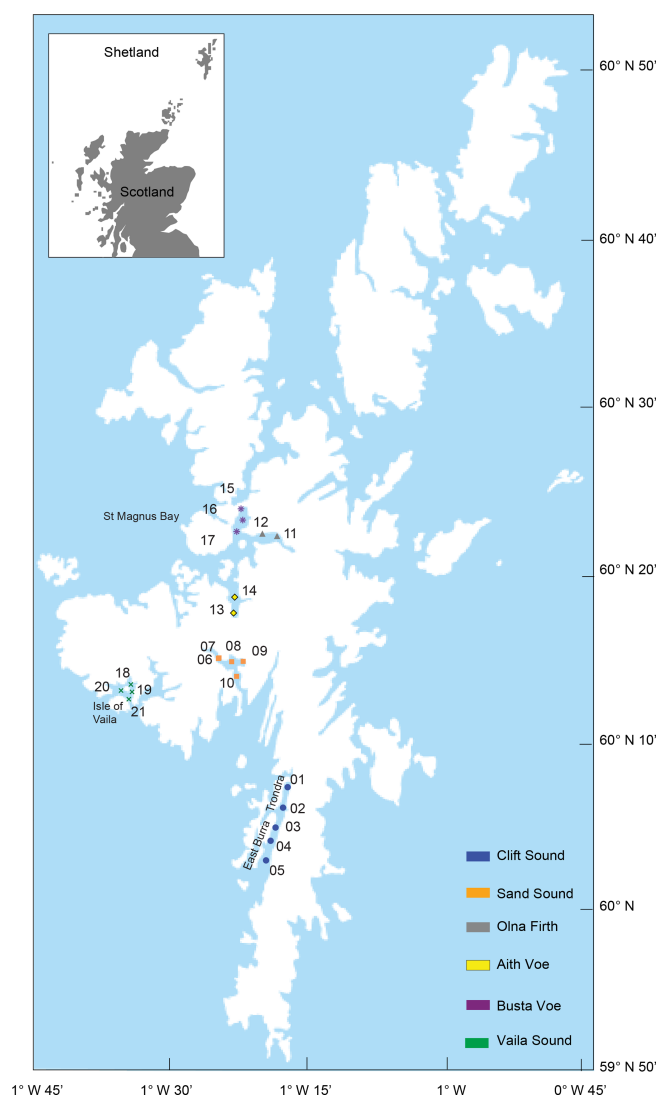 Shetland
Scotland
60° N 50'
60° N 40'
60° N 30'
60° N 20'
60° N 10'
60° N
59° N 50'
15
16
St Magnus Bay
12
11
17
14
13
07
08
09
06
10
18
20
19
Isle of
Vaila
21
01
Trondra
02
03
East Burra
04
05
Clift Sound
Sand Sound
Olna Firth
Aith Voe
Busta Voe
Vaila Sound
1° W 45'
1° W 30'
1° W 15'
1° W
0° W 45'